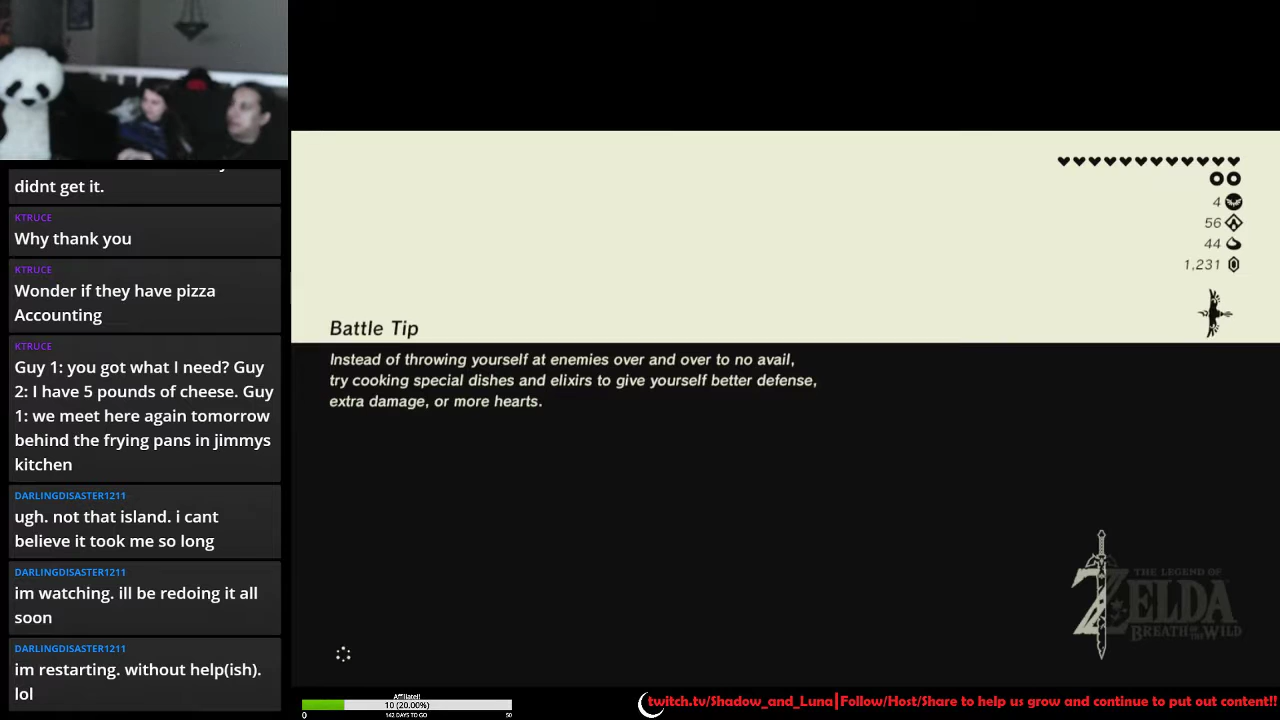 didnt get it.
KTRUCE
Why thank you
KTRUCE
Wonder if they have pizza
Accounting
KTRUCE
Guy 1: you got what I need? Guy
2: I have 5 pounds of cheese. Guy
1: we meet here again tomorrow
behind the frying pans in jimmys
kitchen
DARLINGDISASTER1211
ugh. not that island. i cant
believe it took me so long
DARLINGDISASTER1211
im watching. ill be redoing it all
soon
DARLINGDISASTER1211
im restarting. without help(ish).
lol
4
56
44
1,231
Battle Tip
Instead of throwing yourself at enemies over and over to no avail,
try cooking special dishes and elixirs to give yourself better defense,
extra damage, or more hearts.
THE LEGEND OF
ZELDA
BREATH OF THE WILD
Affiliate!!
10 (20.00%)
0
142 DAYS TO GO
50
twitch.tv/Shadow_and_Luna|Follow/Host/Share to help us grow and continue to put out content!!